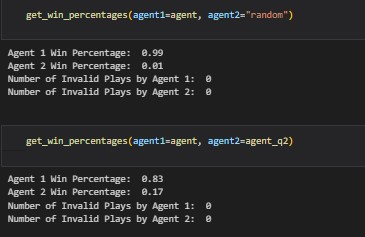 get_win_percentages(agent1=agent, agent2="random")
Agent 1 Win Percentage:  0.99
Agent 2 Win Percentage:  0.01
Number of Invalid Plays by Agent 1:  0
Number of Invalid Plays by Agent 2:  0
get_win_percentages(agent1=agent, agent2=agent_q2)
Agent 1 Win Percentage:  0.83
Agent 2 Win Percentage:  0.17
Number of Invalid Plays by Agent 1:  0
Number of Invalid Plays by Agent 2:  0